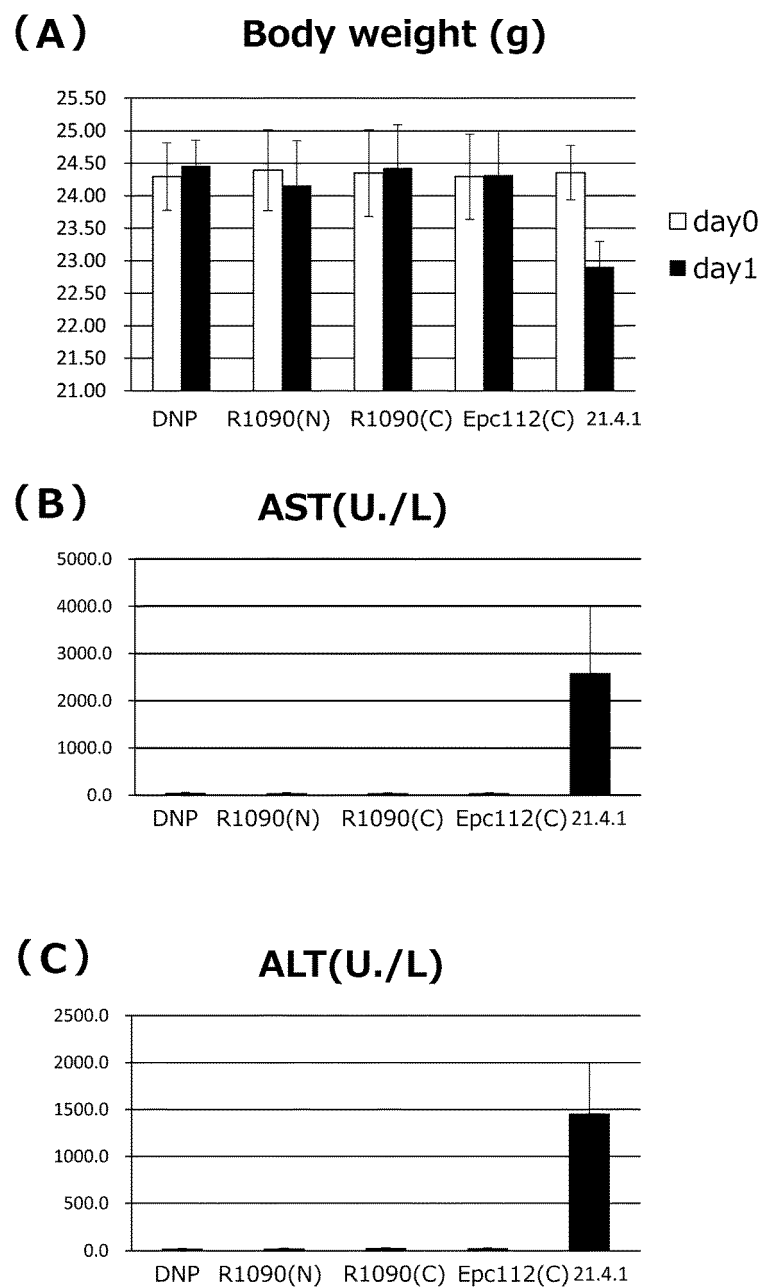 (A) Body weight (g)
25.50
25.00
24.50
24.00
23.50
23.00
22.50
22.00
21.50
21.00
DNP R1090(N) R1090(C) Epc112(C) 21.4.1
day0
day1
(B) AST(U./L)
5000.0
4000.0
3000.0
2000.0
1000.0
0.0
DNP R1090(N) R1090(C) Epc112(C) 21.4.1
(C) ALT(U./L)
2500.0
2000.0
1500.0
1000.0
500.0
0.0
DNP R1090(N) R1090(C) Epc112(C) 21.4.1